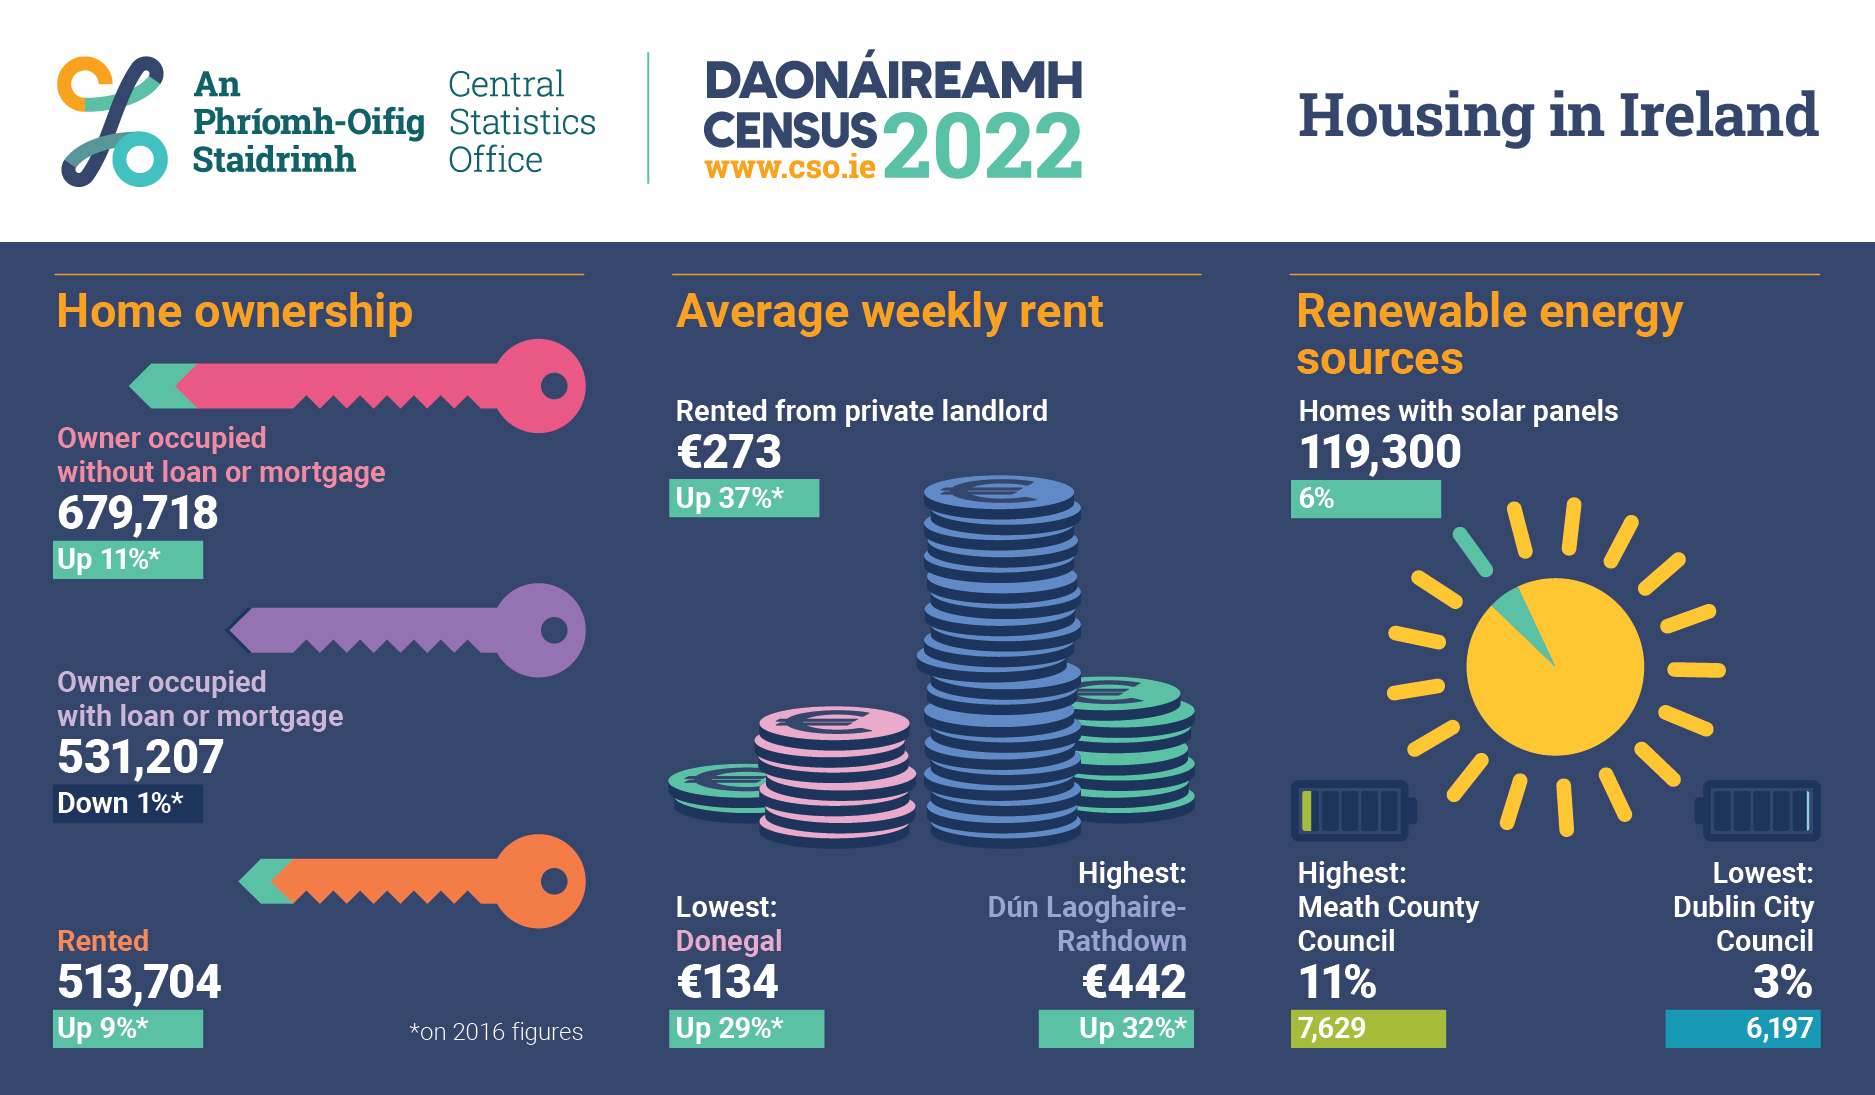 An
Phríomh-Oifig
Staidrimh
Central
Statistics
Office
DAONÁIREAMH
CENSUS 2022
www.cso.ie
Housing in Ireland
Home ownership
Owner occupied
without loan or mortgage
679,718
Up 11%*
Owner occupied
with loan or mortgage
531,207
Down 1%*
Rented
513,704
Up 9%*
*on 2016 figures
Average weekly rent
Rented from private landlord
€273
Up 37%*
Lowest:
Donegal
€134
Up 29%*
Highest:
Dún Laoghaire-
Rathdown
€442
Up 32%*
Renewable energy
sources
Homes with solar panels
119,300
6%
Highest:
Meath County
Council
11%
7,629
Lowest:
Dublin City
Council
3%
6,197